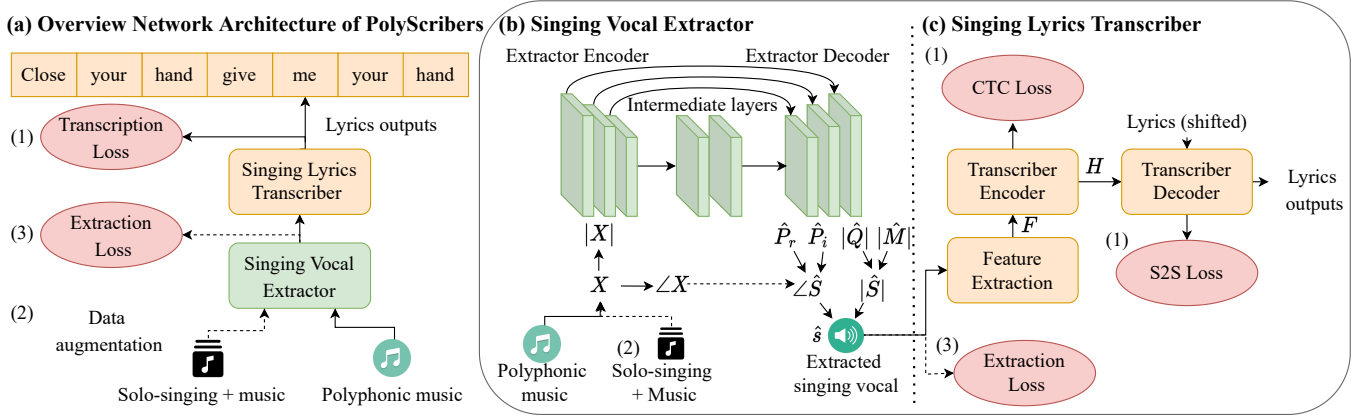 (a) Overview Network Architecture of PolyScribers
Close your hand give me your hand
(1)
Transcription
Loss
Lyrics outputs
Singing Lyrics
Transcriber
(3)
Extraction
Loss
Singing Vocal
Extractor
(2)
Data
augmentation
Solo-singing + music
Polyphonic music
(b) Singing Vocal Extractor
Extractor Encoder
Extractor Decoder
Intermediate layers
|X|
P̂r P̂i |Q̂| |M̂|
X
∠X
∠Ŝ
|Ŝ|
Polyphonic
music
(2)
Solo-singing
+ Music
ŝ
Extracted
singing vocal
(c) Singing Lyrics Transcriber
(1)
CTC Loss
Lyrics (shifted)
Transcriber
Encoder
H
Transcriber
Decoder
Lyrics
outputs
F
Feature
Extraction
(1)
S2S Loss
(3)
Extraction
Loss